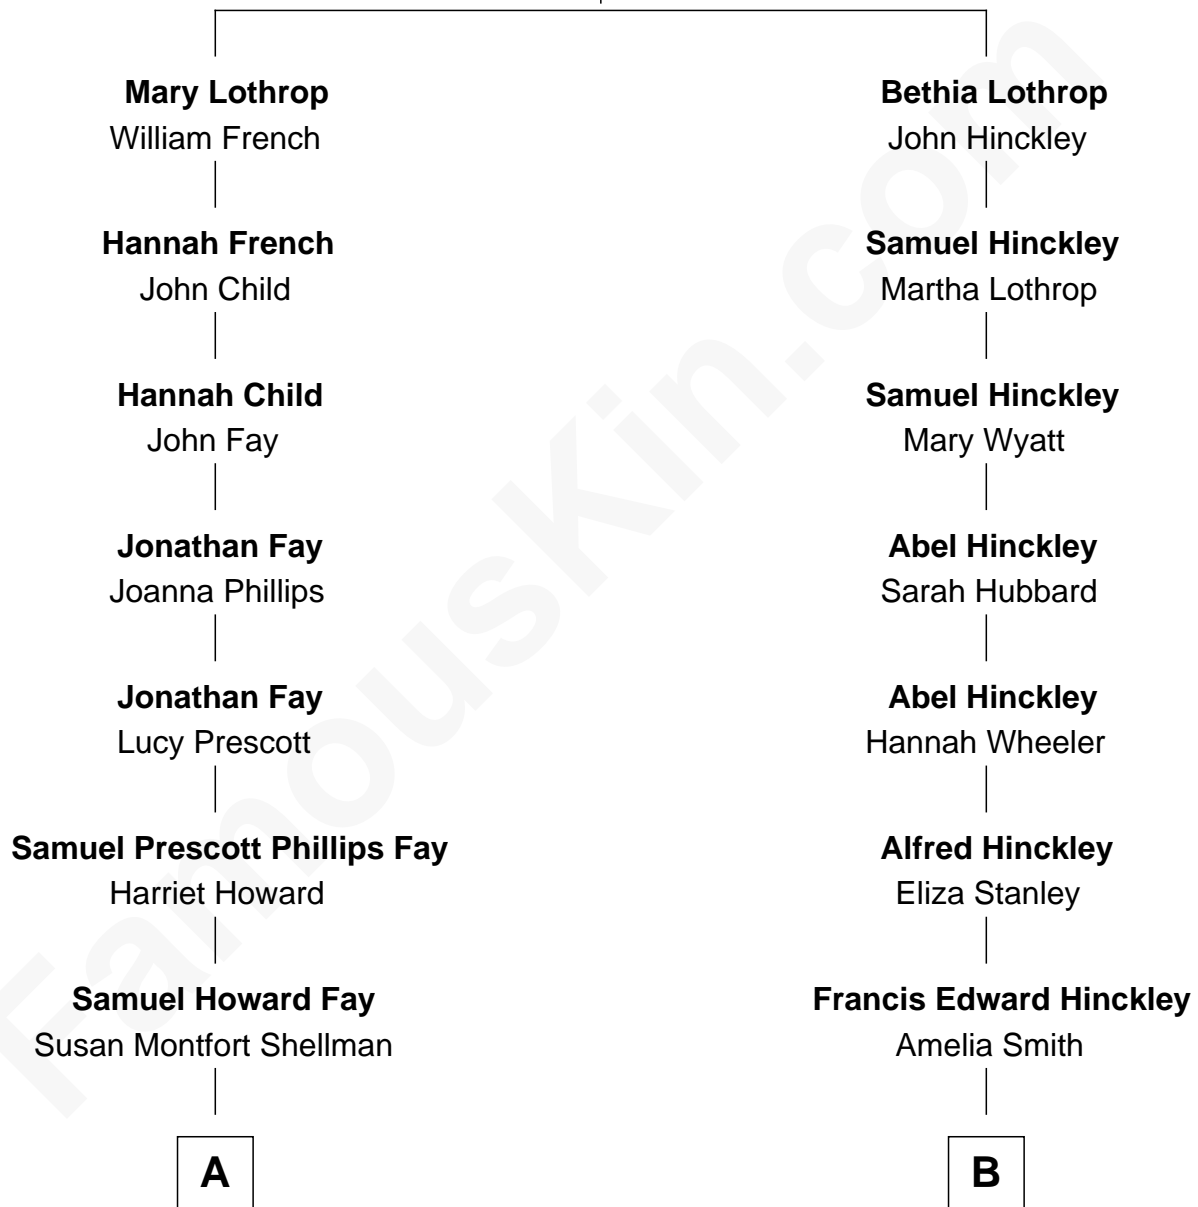 Mary Lothrop
William French
Hannah French
John Child
Hannah Child
John Fay
Jonathan Fay
Joanna Phillips
Jonathan Fay
Lucy Prescott
Samuel Prescott Phillips Fay
Harriet Howard
Samuel Howard Fay
Susan Montfort Shellman
A
Bethia Lothrop
John Hinckley
Samuel Hinckley
Martha Lothrop
Samuel Hinckley
Mary Wyatt
Abel Hinckley
Sarah Hubbard
Abel Hinckley
Hannah Wheeler
Alfred Hinckley
Eliza Stanley
Francis Edward Hinckley
Amelia Smith
B
FamousKin.com